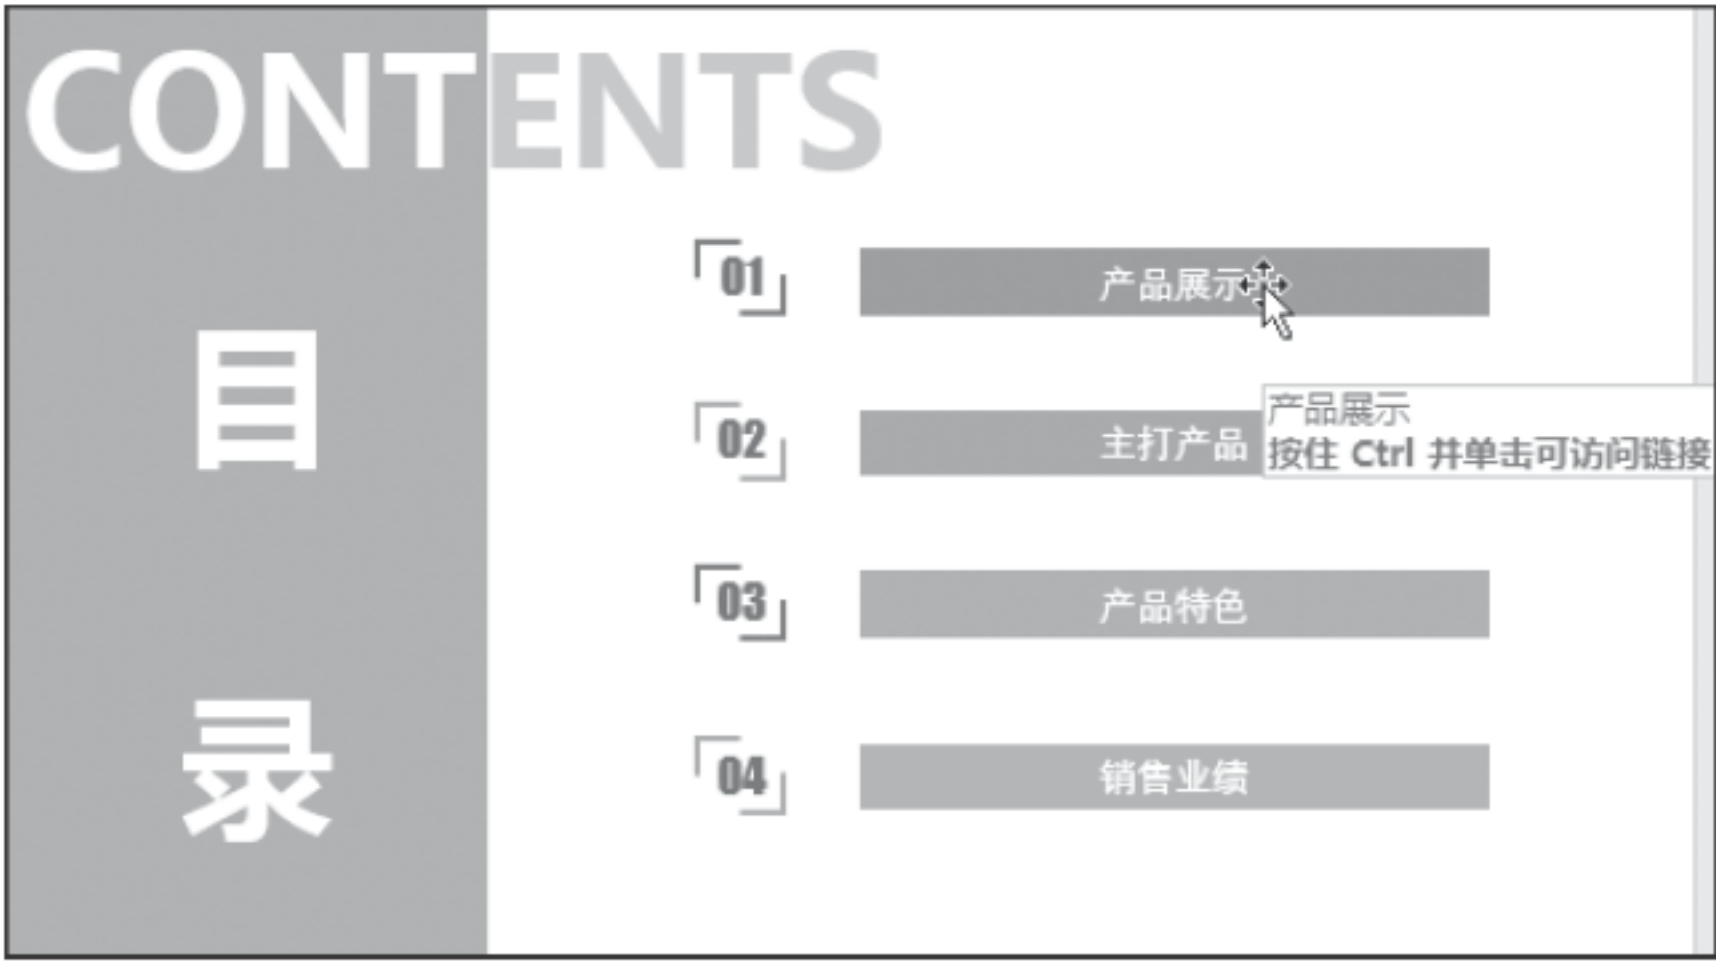 CONTENTS
目
录
01 产品展示
产品展示
按住 Ctrl 并单击可访问链接
02 主打产品
03 产品特色
04 销售业绩